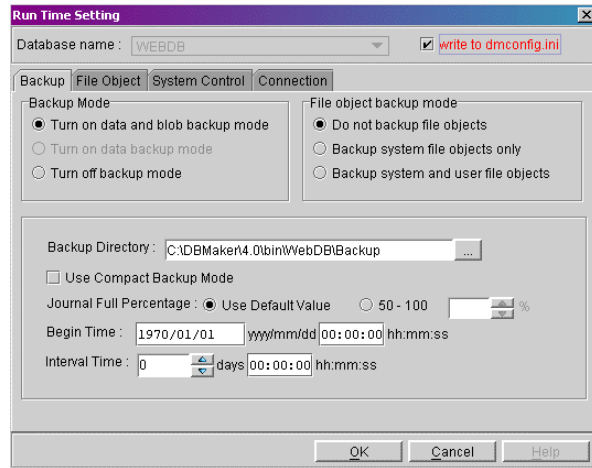 Run Time Setting
Database name : WEBDB write to dmconfig.ini
Backup File Object System Control Connection
Backup Mode
Turn on data and blob backup mode
Turn on data backup mode
Turn off backup mode
File object backup mode
Do not backup file objects
Backup system file objects only
Backup system and user file objects
Backup Directory : C:\DBMaker\4.0\bin\WebDB\Backup ...
Use Compact Backup Mode
Journal Full Percentage : Use Default Value 50 - 100 %
Begin Time : 1970/01/01 yyyy/mm/dd 00:00:00 hh:mm:ss
Interval Time : 0 days 00:00:00 hh:mm:ss
OK Cancel Help